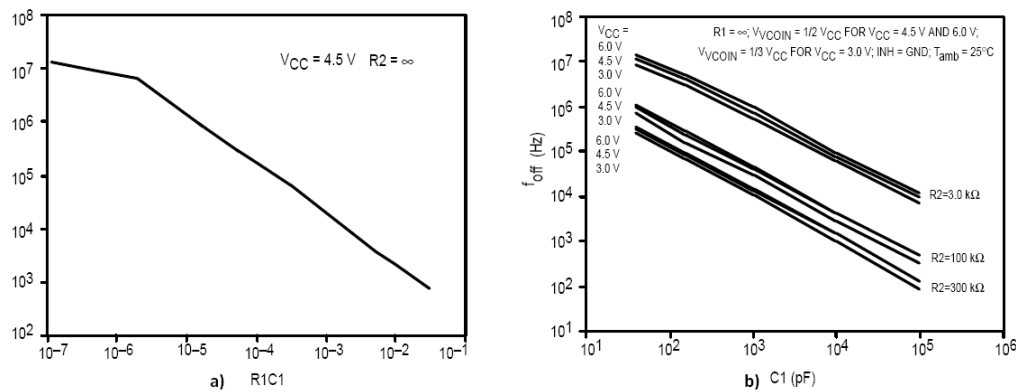 10^8
10^7
10^6
10^5
10^4
10^3
10^2
V_CC = 4.5 V R2 = ∞
10^–7
10^–6
10^–5
10^–4
10^–3
10^–2
10^–1
a) R1C1
f_off (Hz)
10^8
10^7
10^6
10^5
10^4
10^3
10^2
10^1
V_CC =
6.0 V
4.5 V
3.0 V
6.0 V
4.5 V
3.0 V
6.0 V
4.5 V
3.0 V
R1 = ∞; V_VCOIN = 1/2 V_CC FOR V_CC = 4.5 V AND 6.0 V;
V_VCOIN = 1/3 V_CC FOR V_CC = 3.0 V; INH = GND; T_amb = 25°C
R2=3.0 kΩ
R2=100 kΩ
R2=300 kΩ
10^1
10^2
10^3
10^4
10^5
10^6
b) C1 (pF)